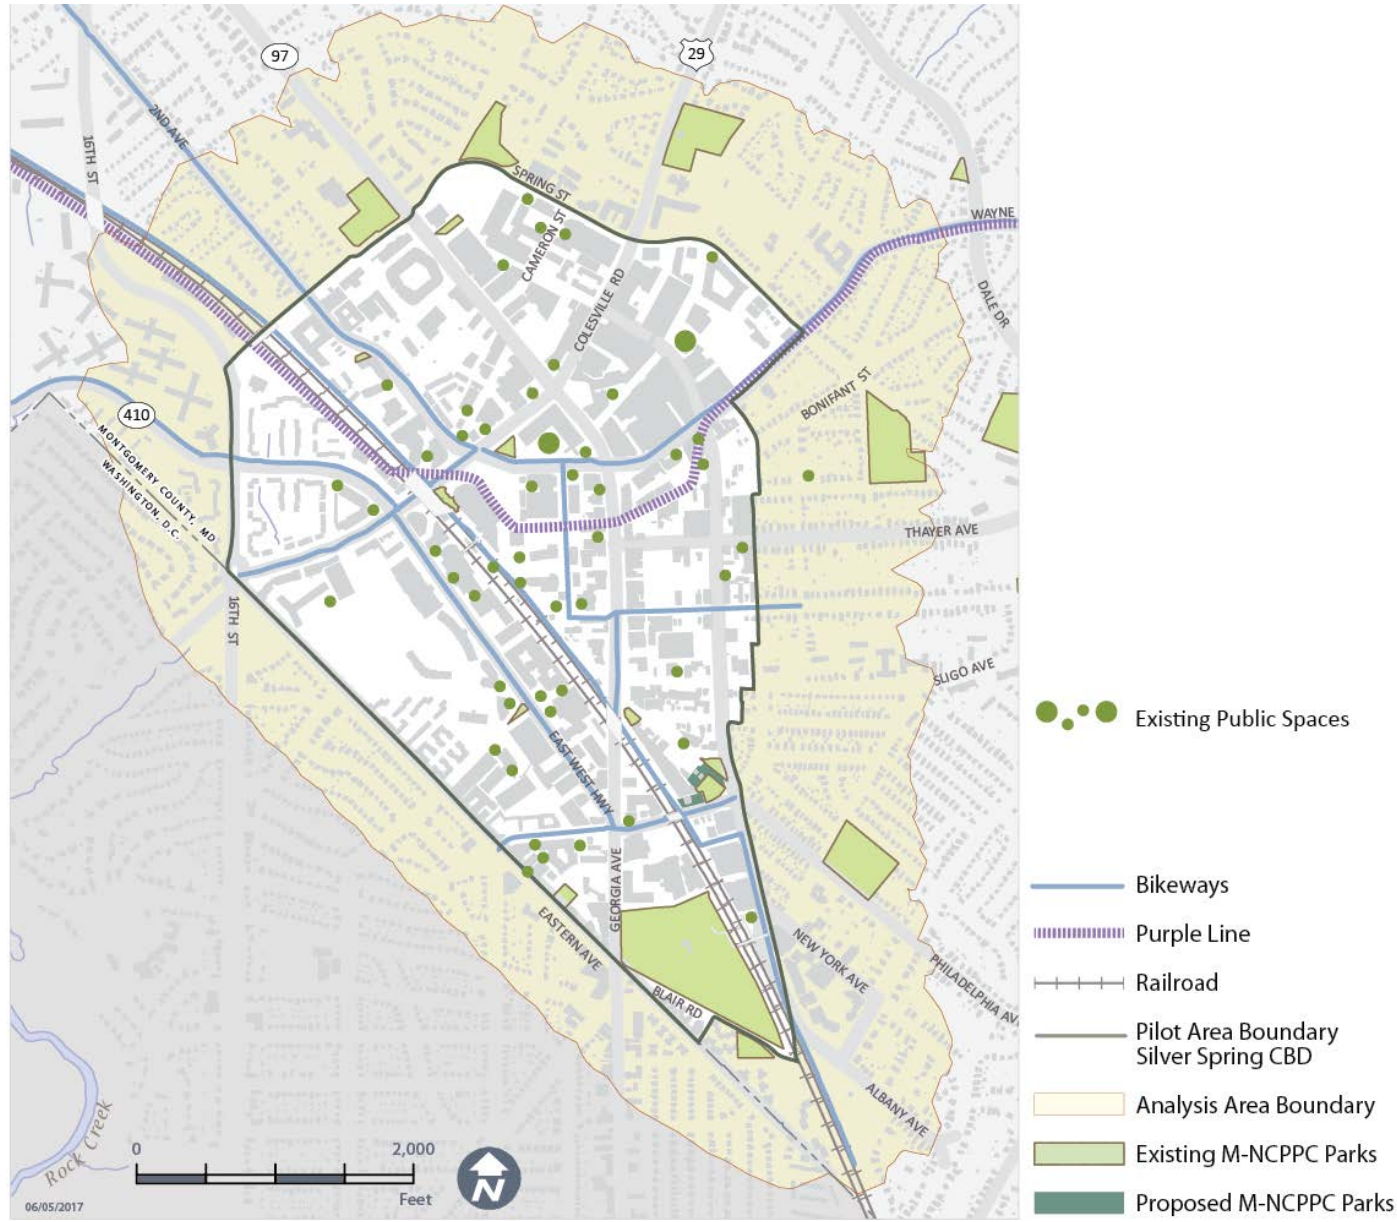 97
29
2ND AVE
16TH ST
SPRING ST
CAMERON ST
COLESVILLE RD
WAYNE
DALE DR
BONIFANT ST
410
MONTGOMERY COUNTY, MD
WASHINGTON, D.C.
THAYER AVE
16TH ST
SLIGO AVE
EAST WEST HWY
GEORGIA AVE
EASTERN AVE
BLAIR RD
NEW YORK AVE
PHILADELPHIA AV
ALBANY AVE
Rock Creek
0
2,000
Feet
N
06/05/2017
Existing Public Spaces
Bikeways
Purple Line
Railroad
Pilot Area Boundary
Silver Spring CBD
Analysis Area Boundary
Existing M-NCPPC Parks
Proposed M-NCPPC Parks